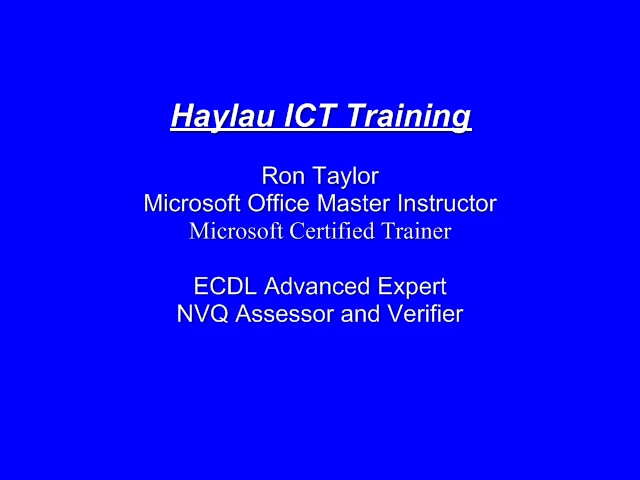 Haylau ICT Training
Ron Taylor
Microsoft Office Master Instructor
Microsoft Certified Trainer
ECDL Advanced Expert
NVQ Assessor and Verifier